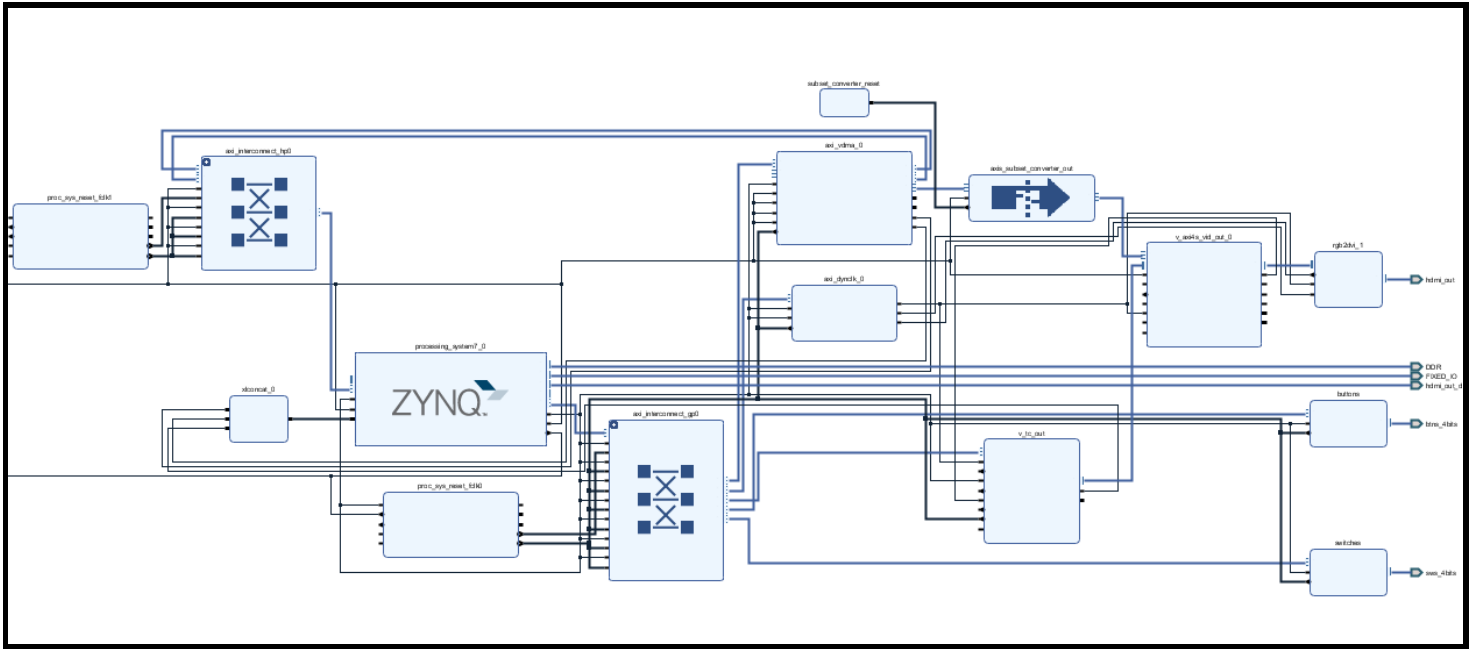 subset_converter_reset
axi_vdma_0
axi_interconnect_hp0
axis_subset_converter_out
proc_sys_reset_fclk1
v_axi4s_vid_out_0
rgb2dvi_1
axi_dynclk_0
hdmi_out
processing_system7_0
ZYNQ
DDR
FIXED_IO
hdmi_out_d
xlconcat_0
buttons
axi_interconnect_gp0
btns_4bits
v_tc_out
proc_sys_reset_fclk0
switches
sws_4bits